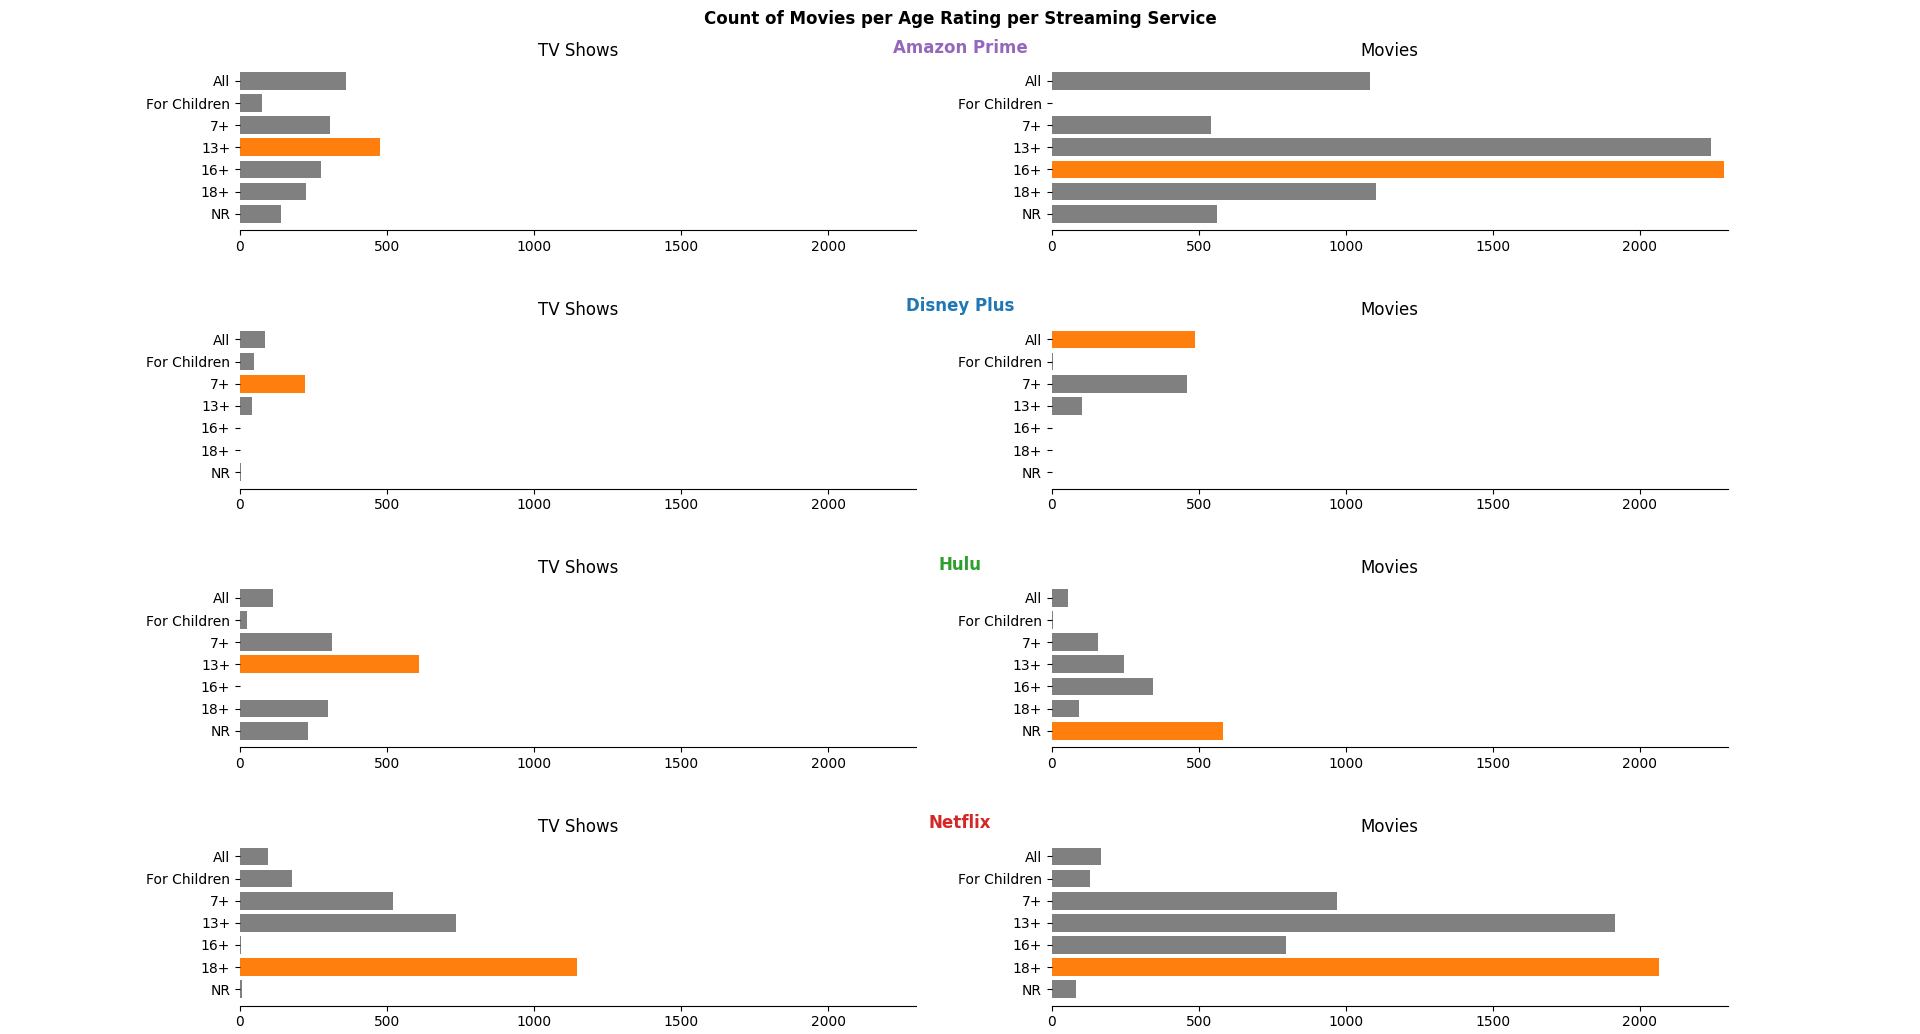 Count of Movies per Age Rating per Streaming Service
Amazon Prime
TV Shows
All
For Children
7+
13+
16+
18+
NR
0 500 1000 1500 2000
Movies
All
For Children
7+
13+
16+
18+
NR
0 500 1000 1500 2000
Disney Plus
TV Shows
All
For Children
7+
13+
16+
18+
NR
0 500 1000 1500 2000
Movies
All
For Children
7+
13+
16+
18+
NR
0 500 1000 1500 2000
Hulu
TV Shows
All
For Children
7+
13+
16+
18+
NR
0 500 1000 1500 2000
Movies
All
For Children
7+
13+
16+
18+
NR
0 500 1000 1500 2000
Netflix
TV Shows
All
For Children
7+
13+
16+
18+
NR
0 500 1000 1500 2000
Movies
All
For Children
7+
13+
16+
18+
NR
0 500 1000 1500 2000